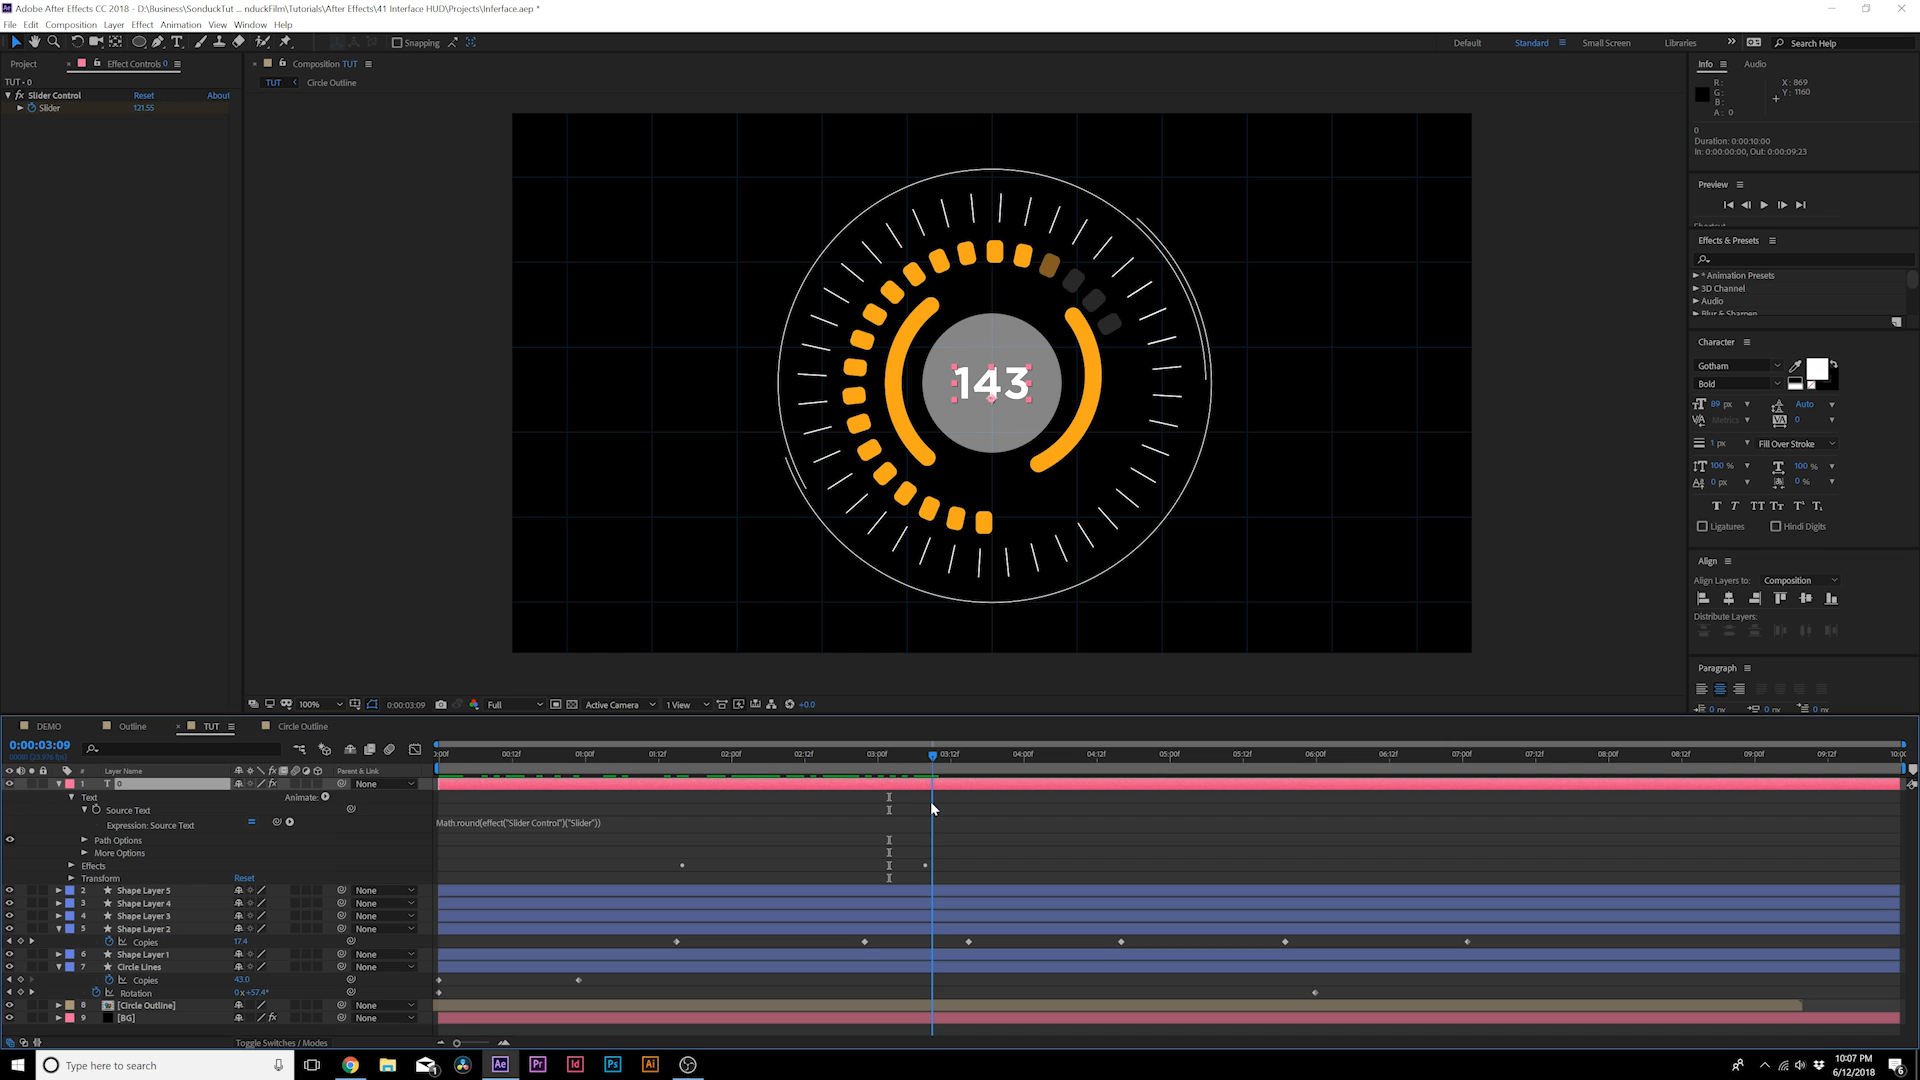 Adobe After Effects CC 2018 - D:\Business\SonduckTut ... nduckFilm\Tutorials\After Effects\41 Interface HUD\Projects\Inferface.aep *
File Edit Composition Layer Effect Animation View Window Help
Snapping
Default Standard Small Screen Libraries Search Help
Project Effect Controls 0
TUT • 0
fx Slider Control Reset About
Slider 121.55
Composition TUT
TUT Circle Outline
143
100% 0:00:03:09 Full Active Camera 1 View +0.0
Info Audio
R: X: 869
G: Y: 1160
B:
A: 0
0
Duration: 0:00:10:00
In: 0:00:00:00, Out: 0:00:09:23
Preview
Effects & Presets
* Animation Presets
3D Channel
Audio
Blur & Sharpen
Character
Gotham
Bold
89 px Auto
Metrics 0
1 px Fill Over Stroke
100 % 100 %
0 px 0 %
Ligatures Hindi Digits
Align
Align Layers to: Composition
Distribute Layers:
Paragraph
0 px 0 px 0 px
DEMO Outline TUT Circle Outline
0:00:03:09
# Layer Name Parent & Link
00:12f 01:00f 01:12f 02:00f 02:12f 03:00f 03:12f 04:00f 04:12f 05:00f 05:12f 06:00f 06:12f 07:00f 07:12f 08:00f 08:12f 09:00f 09:12f
1 T 0 None
Text Animate:
Source Text
Expression: Source Text Math.round(effect("Slider Control")("Slider"))
Path Options
More Options
Effects
Transform Reset
2 Shape Layer 5 None
3 Shape Layer 4 None
4 Shape Layer 3 None
5 Shape Layer 2 None
Copies 17.4
6 Shape Layer 1 None
7 Circle Lines None
Copies 43.0
Rotation 0x+57.4°
8 [Circle Outline] None
9 [BG] None
Toggle Switches / Modes
Type here to search
Ae Pr Id Ps Ai
10:07 PM
6/12/2018